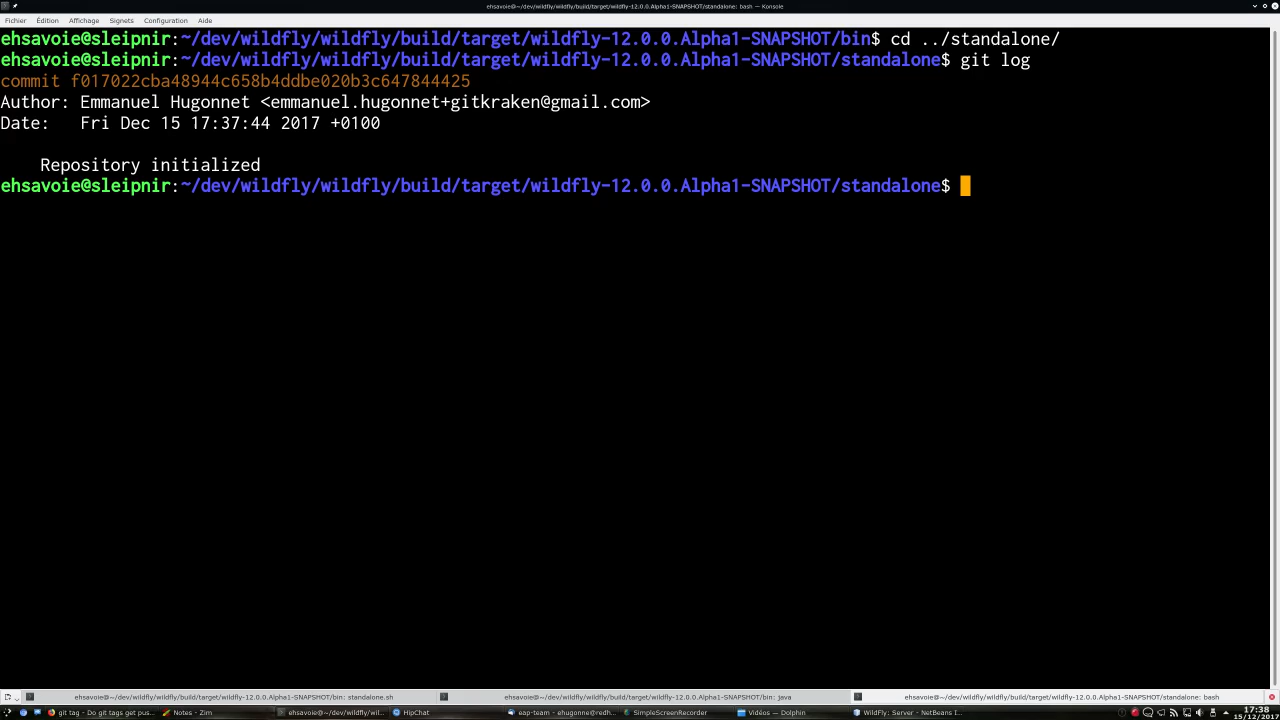 ehsavoie@sleipnir:~/dev/wildfly/wildfly/build/target/wildfly-12.0.0.Alpha1-SNAPSHOT/standalone: bash — Konsole
Fichier Édition Affichage Signets Configuration Aide
ehsavoie@sleipnir:~/dev/wildfly/wildfly/build/target/wildfly-12.0.0.Alpha1-SNAPSHOT/bin$ cd ../standalone/
ehsavoie@sleipnir:~/dev/wildfly/wildfly/build/target/wildfly-12.0.0.Alpha1-SNAPSHOT/standalone$ git log
commit f017022cba48944c658b4ddbe020b3c647844425
Author: Emmanuel Hugonnet <emmanuel.hugonnet+gitkraken@gmail.com>
Date:   Fri Dec 15 17:37:44 2017 +0100
Repository initialized
ehsavoie@sleipnir:~/dev/wildfly/wildfly/build/target/wildfly-12.0.0.Alpha1-SNAPSHOT/standalone$
ehsavoie@~/dev/wildfly/wildfly/build/target/wildfly-12.0.0.Alpha1-SNAPSHOT/bin: standalone.sh
ehsavoie@~/dev/wildfly/wildfly/build/target/wildfly-12.0.0.Alpha1-SNAPSHOT/bin: java
ehsavoie@~/dev/wildfly/wildfly/build/target/wildfly-12.0.0.Alpha1-SNAPSHOT/standalone: bash
git tag - Do git tags get pus... Notes - Zim ehsavoie@~/dev/wildfly/wil... HipChat eap-team - ehugonne@redh... SimpleScreenRecorder Vidéos — Dolphin WildFly: Server - NetBeans I...
17:38
15/12/2017